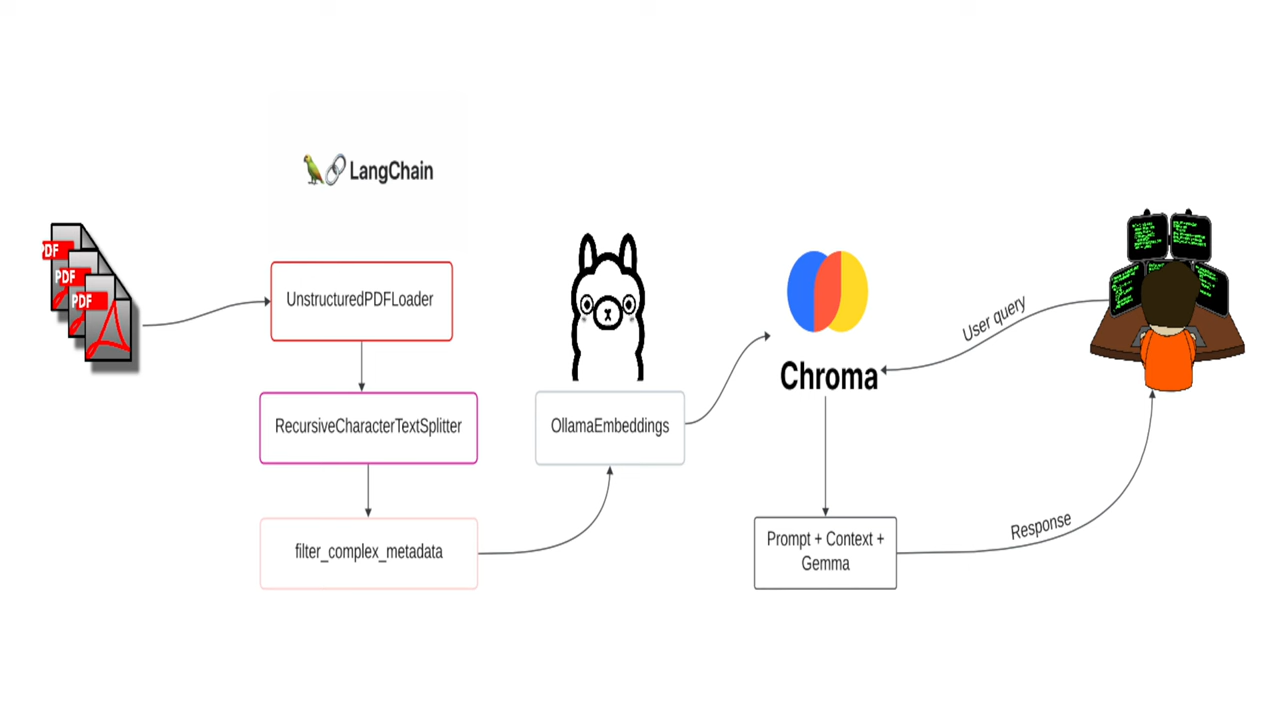 LangChain
PDF
PDF
PDF
UnstructuredPDFLoader
RecursiveCharacterTextSplitter
filter_complex_metadata
OllamaEmbeddings
Chroma
User query
Prompt + Context +
Gemma
Response